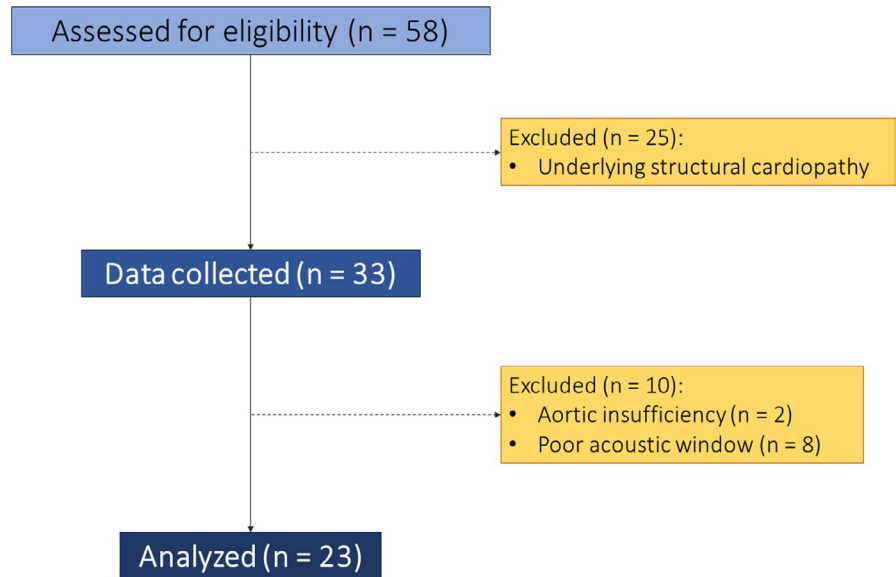 Assessed for eligibility (n = 58)
Excluded (n = 25):
• Underlying structural cardiopathy
Data collected (n = 33)
Excluded (n = 10):
• Aortic insufficiency (n = 2)
• Poor acoustic window (n = 8)
Analyzed (n = 23)